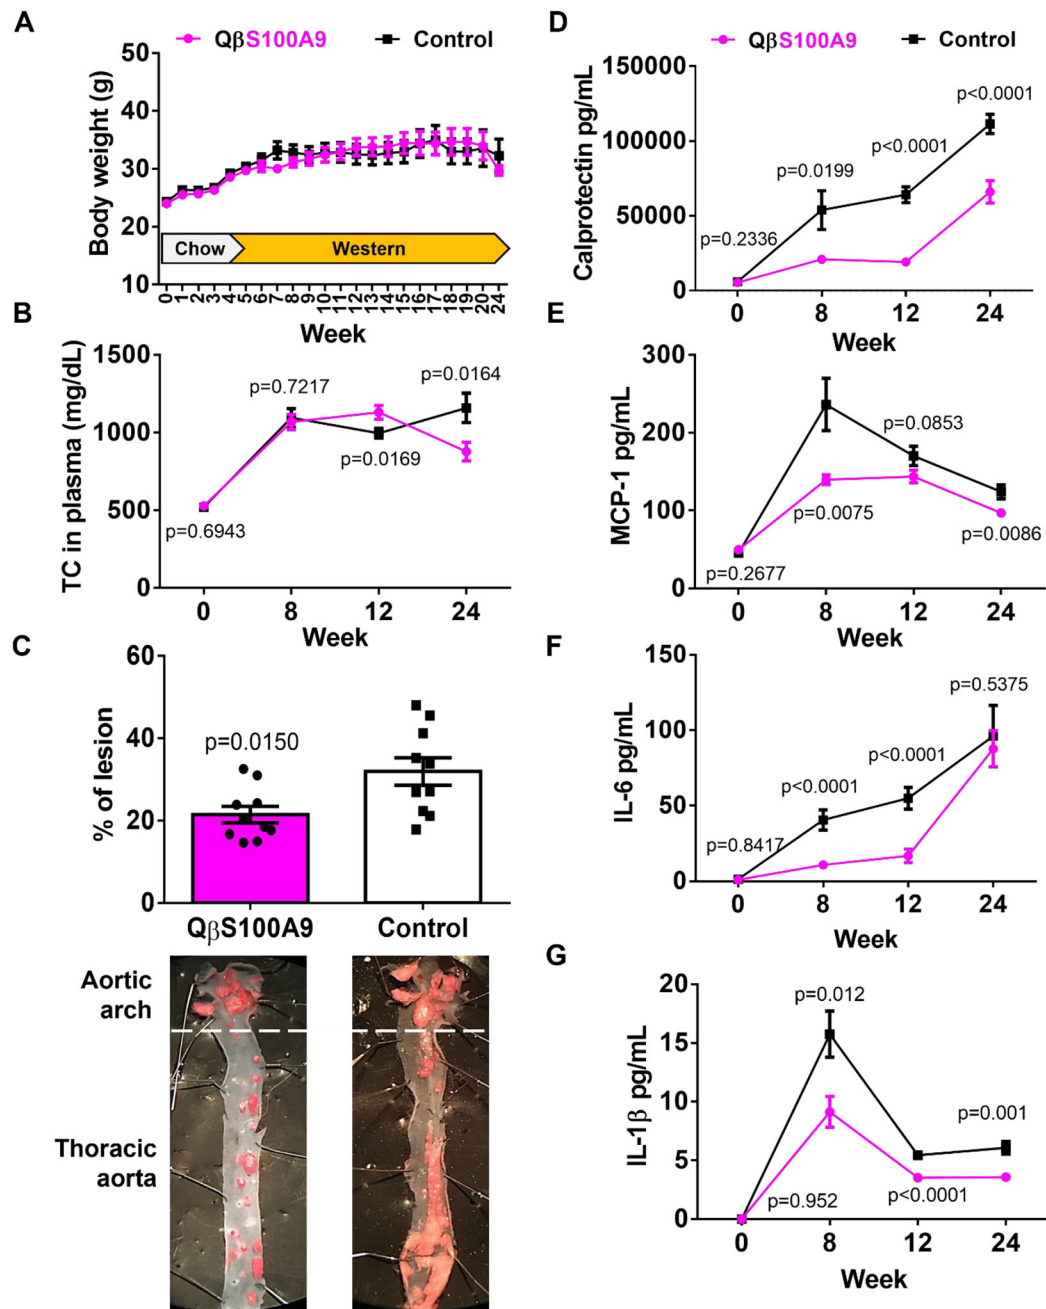 A
QβS100A9
Control
Body weight (g)
50
40
30
20
10
Chow
Western
0 1 2 3 4 5 6 7 8 9 10 11 12 13 14 15 16 17 18 19 20 24
Week
B
TC in plasma (mg/dL)
1500
1000
500
0
p=0.6943
p=0.7217
p=0.0169
p=0.0164
0 8 12 24
Week
C
% of lesion
60
40
20
0
p=0.0150
QβS100A9
Control
Aortic
arch
Thoracic
aorta
D
QβS100A9
Control
Calprotectin pg/mL
150000
100000
50000
0
p=0.2336
p=0.0199
p<0.0001
p<0.0001
0 8 12 24
Week
E
MCP-1 pg/mL
300
200
100
0
p=0.2677
p=0.0075
p=0.0853
p=0.0086
0 8 12 24
Week
F
IL-6 pg/mL
150
100
50
0
p=0.8417
p<0.0001
p<0.0001
p=0.5375
0 8 12 24
Week
G
IL-1β pg/mL
20
15
10
5
0
p=0.012
p=0.952
p<0.0001
p=0.001
0 8 12 24
Week